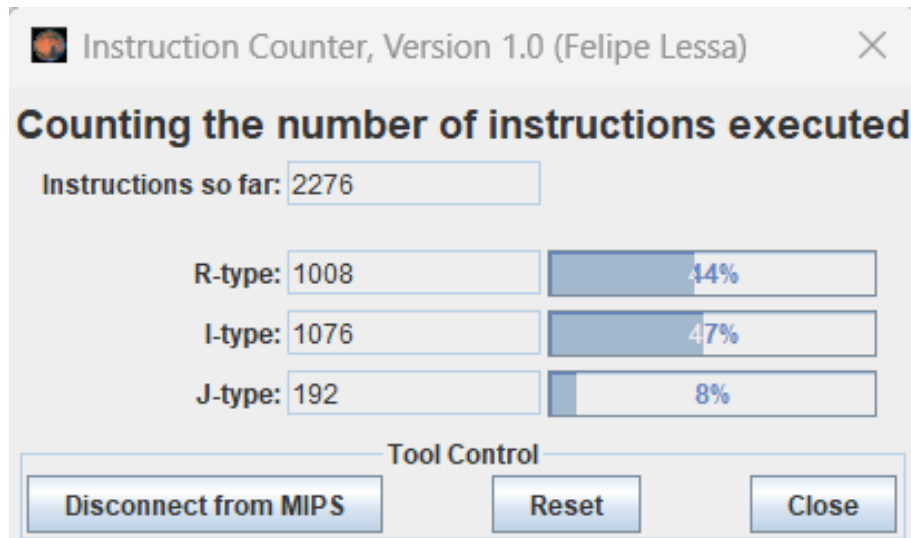 Instruction Counter, Version 1.0 (Felipe Lessa)
Counting the number of instructions executed
Instructions so far: 2276
R-type: 1008 44%
I-type: 1076 47%
J-type: 192 8%
Tool Control
Disconnect from MIPS Reset Close